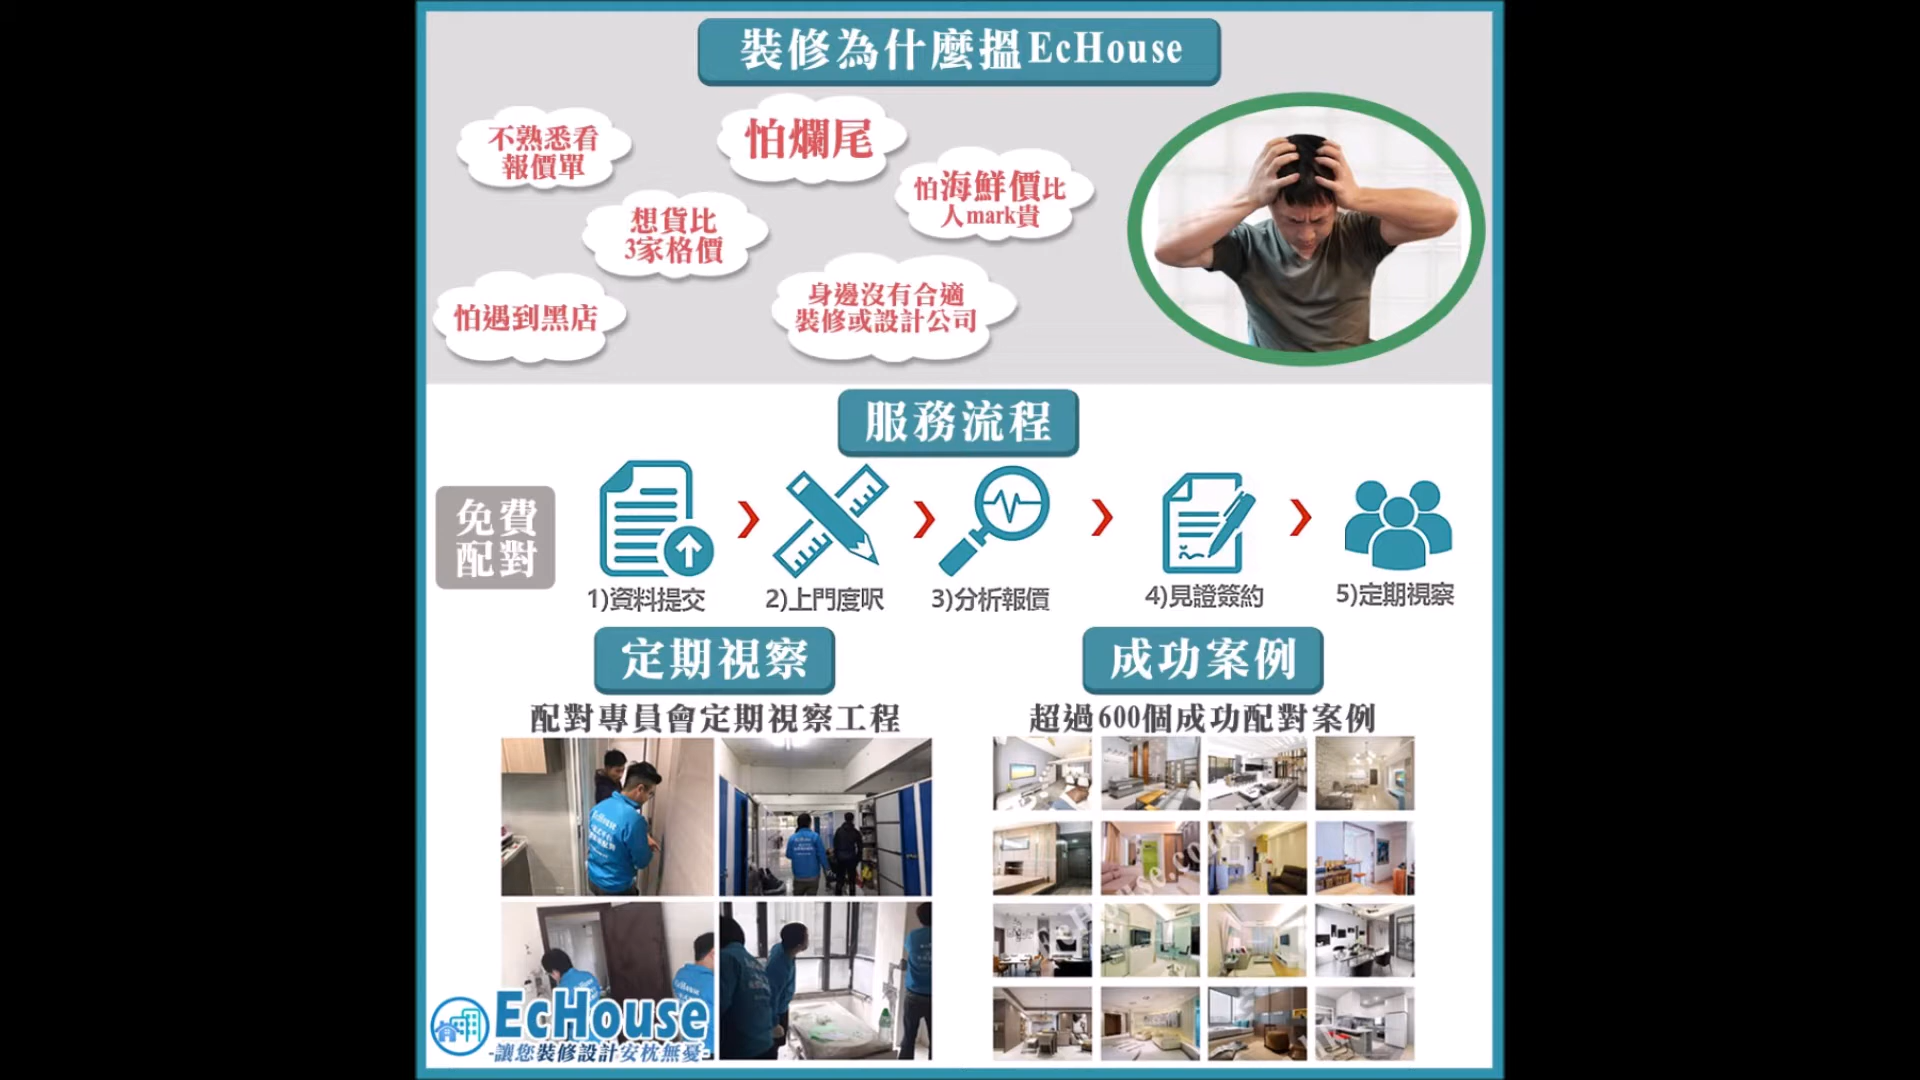 裝修為什麼搵EcHouse
不熟悉看
報價單
怕爛尾
怕海鮮價比
人mark貴
想貨比
3家格價
怕遇到黑店
身邊沒有合適
裝修或設計公司
服務流程
免費
配對
1)資料提交
2)上門度呎
3)分析報價
4)見證簽約
5)定期視察
定期視察
配對專員會定期視察工程
成功案例
超過600個成功配對案例
EcHouse
EcHouse
EcHouse
-讓您裝修設計安枕無憂-